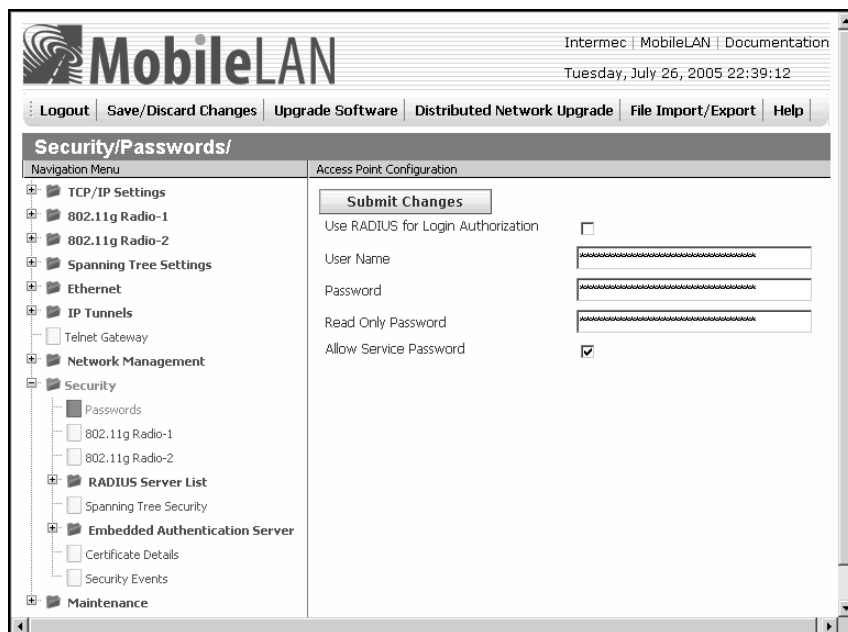 MobileLAN
Intermec | MobileLAN | Documentation
Tuesday, July 26, 2005 22:39:12
Logout | Save/Discard Changes | Upgrade Software | Distributed Network Upgrade | File Import/Export | Help
Security/Passwords/
Navigation Menu
TCP/IP Settings
802.11g Radio-1
802.11g Radio-2
Spanning Tree Settings
Ethernet
IP Tunnels
Telnet Gateway
Network Management
Security
Passwords
802.11g Radio-1
802.11g Radio-2
RADIUS Server List
Spanning Tree Security
Embedded Authentication Server
Certificate Details
Security Events
Maintenance
Access Point Configuration
Submit Changes
Use RADIUS for Login Authorization
User Name
Password
Read Only Password
Allow Service Password